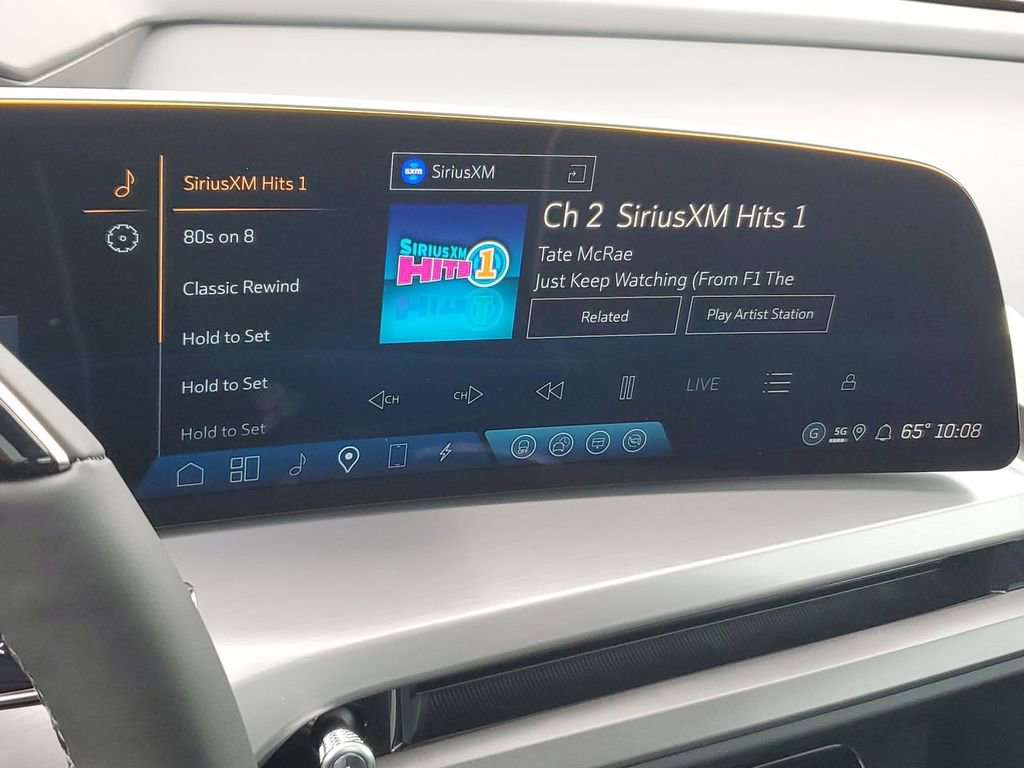 SiriusXM Hits 1
80s on 8
Classic Rewind
Hold to Set
Hold to Set
Hold to Set
sxm SiriusXM
SIRIUSXM
HITS 1
Ch 2 SiriusXM Hits 1
Tate McRae
Just Keep Watching (From F1 The
Related
Play Artist Station
CH
CH
LIVE
OFF
G 5G 65° 10:08